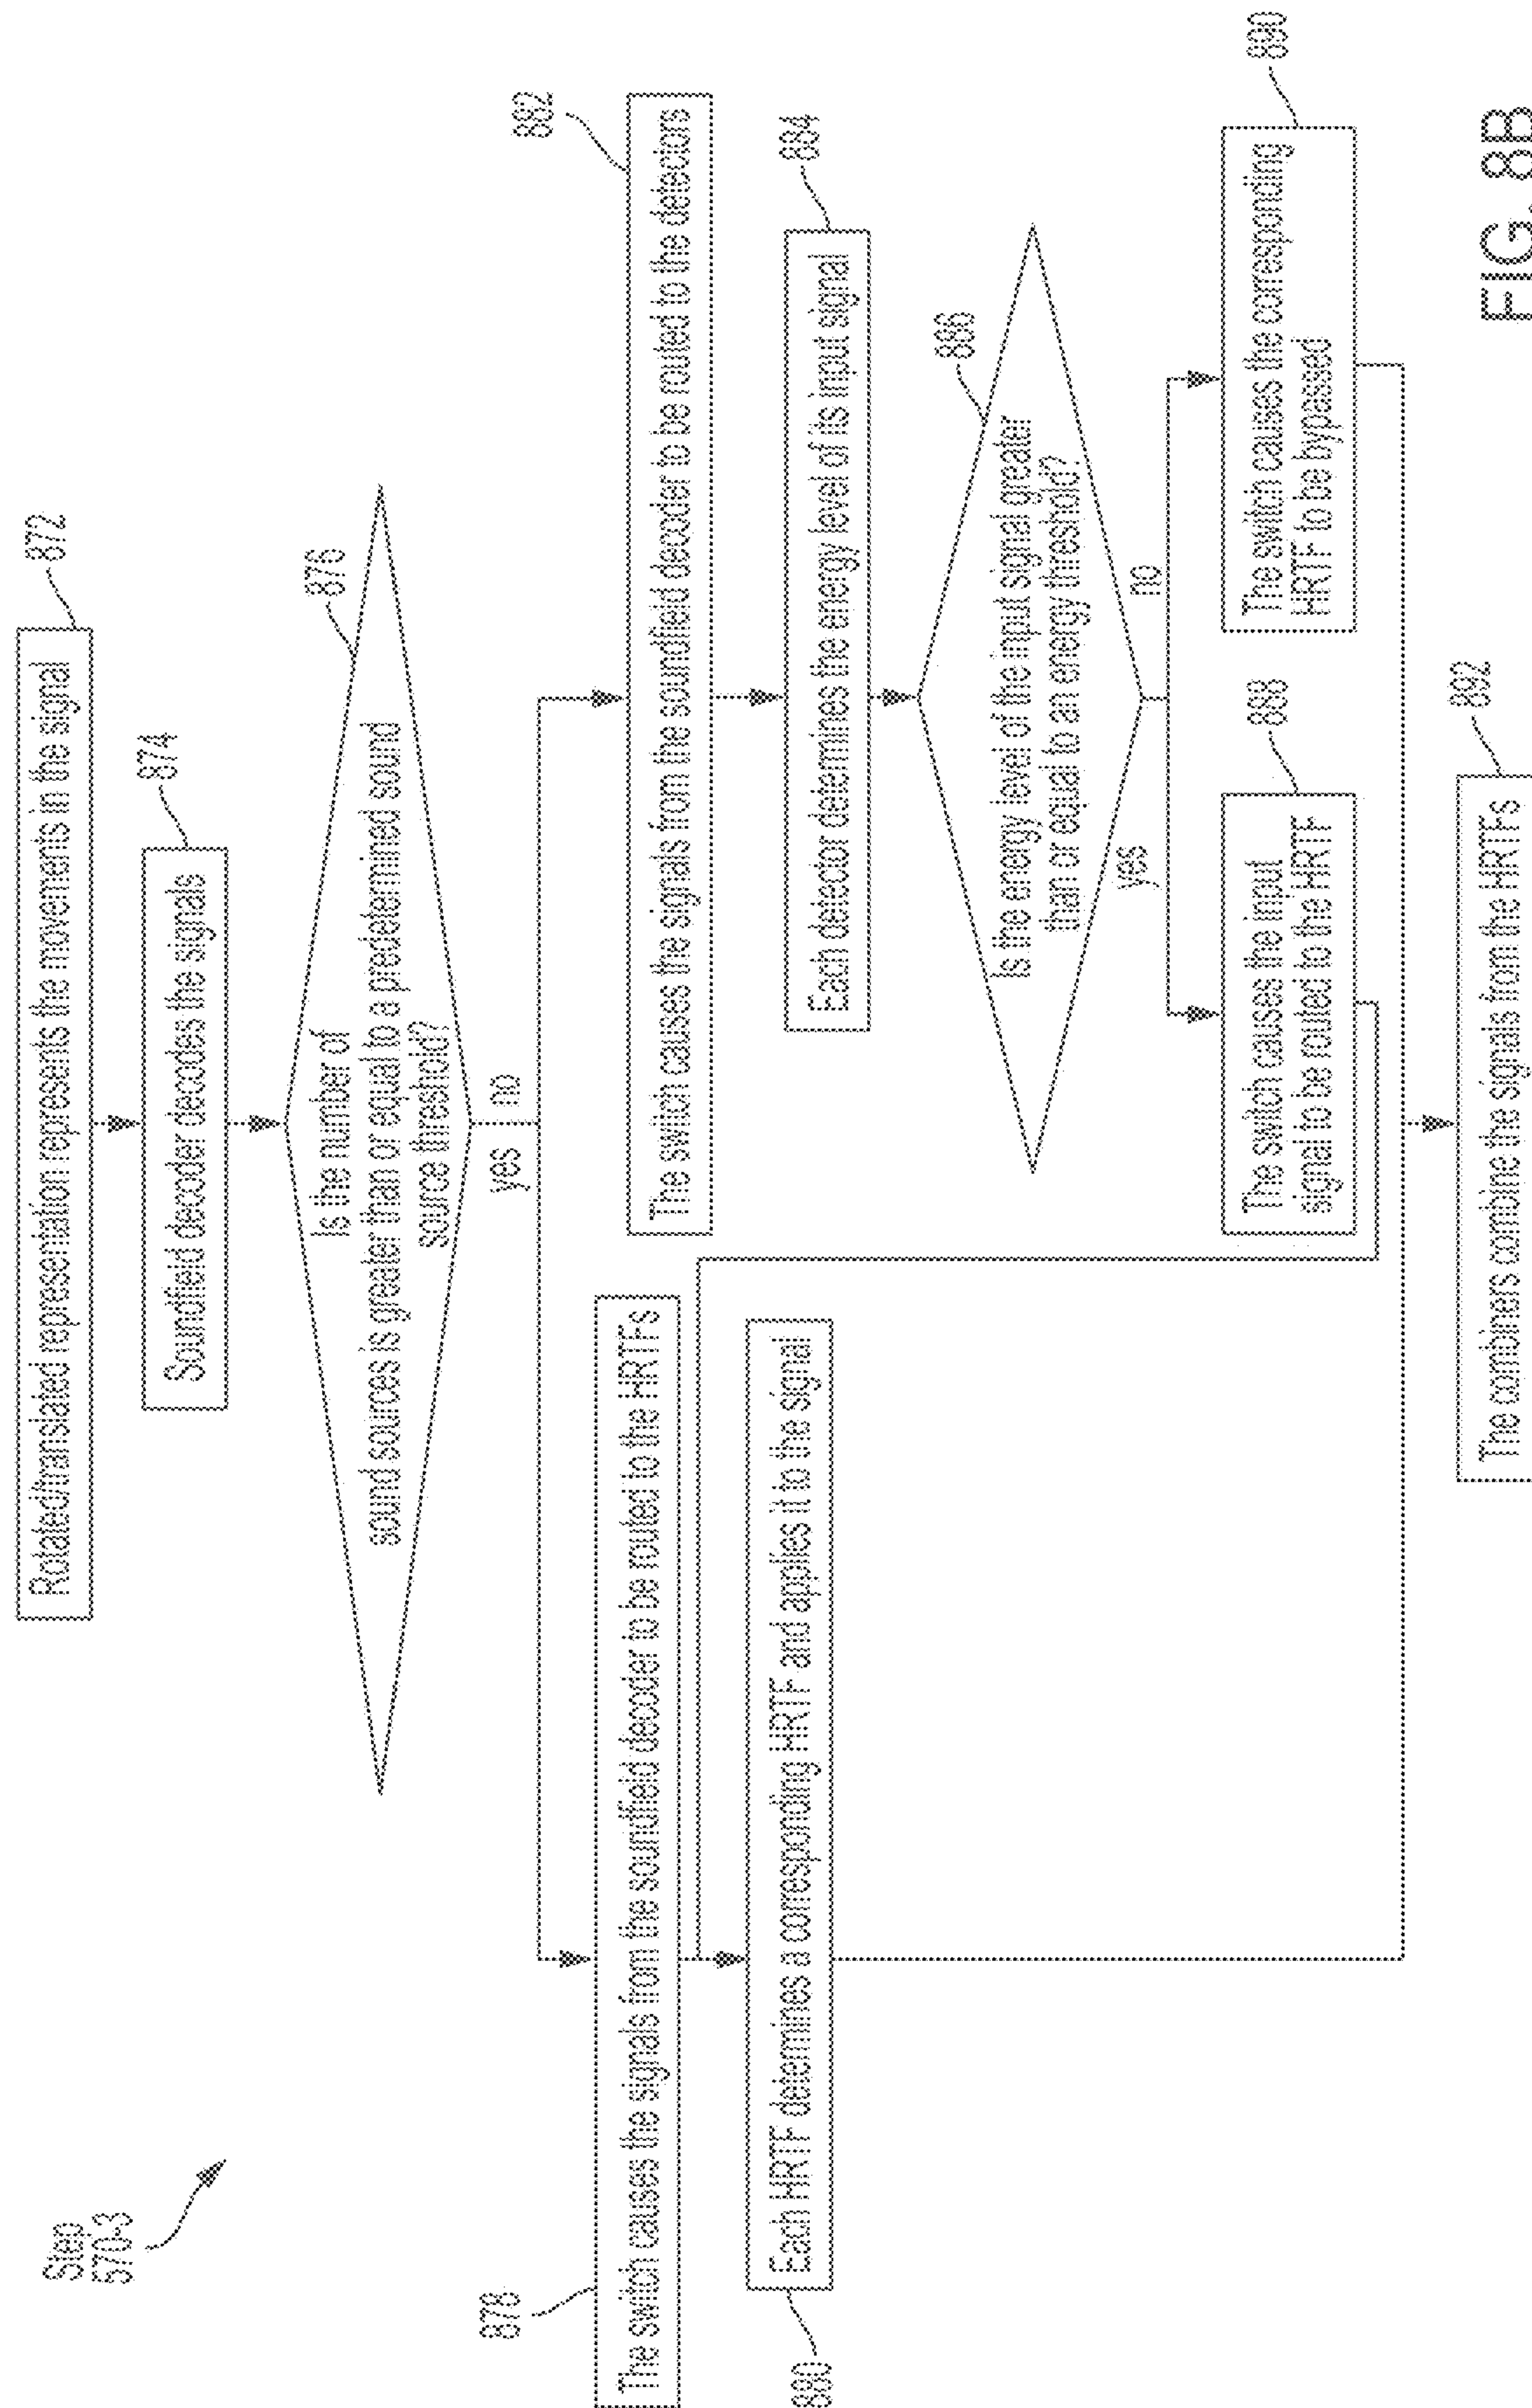 Step
570-3
Rotated/translated representation represents the movements in the signal
872
Soundfield decoder decodes the signals
874
Is the number of
sound sources is greater than or equal to a predetermined sound
source threshold?
876
yes
no
The switch causes the signals from the soundfield decoder to be routed to the HRTFs
878
Each HRTF determines a corresponding HRTF and applies it to the signal
880
The switch causes the signals from the soundfield decoder to be routed to the detectors
882
Each detector determines the energy level of its input signal
884
Is the energy level of the input signal greater
than or equal to an energy threshold?
886
yes
no
The switch causes the input
signal to be routed to the HRTF
888
The switch causes the corresponding
HRTF to be bypassed
890
The combiners combine the signals from the HRTFs
892
FIG. 8B